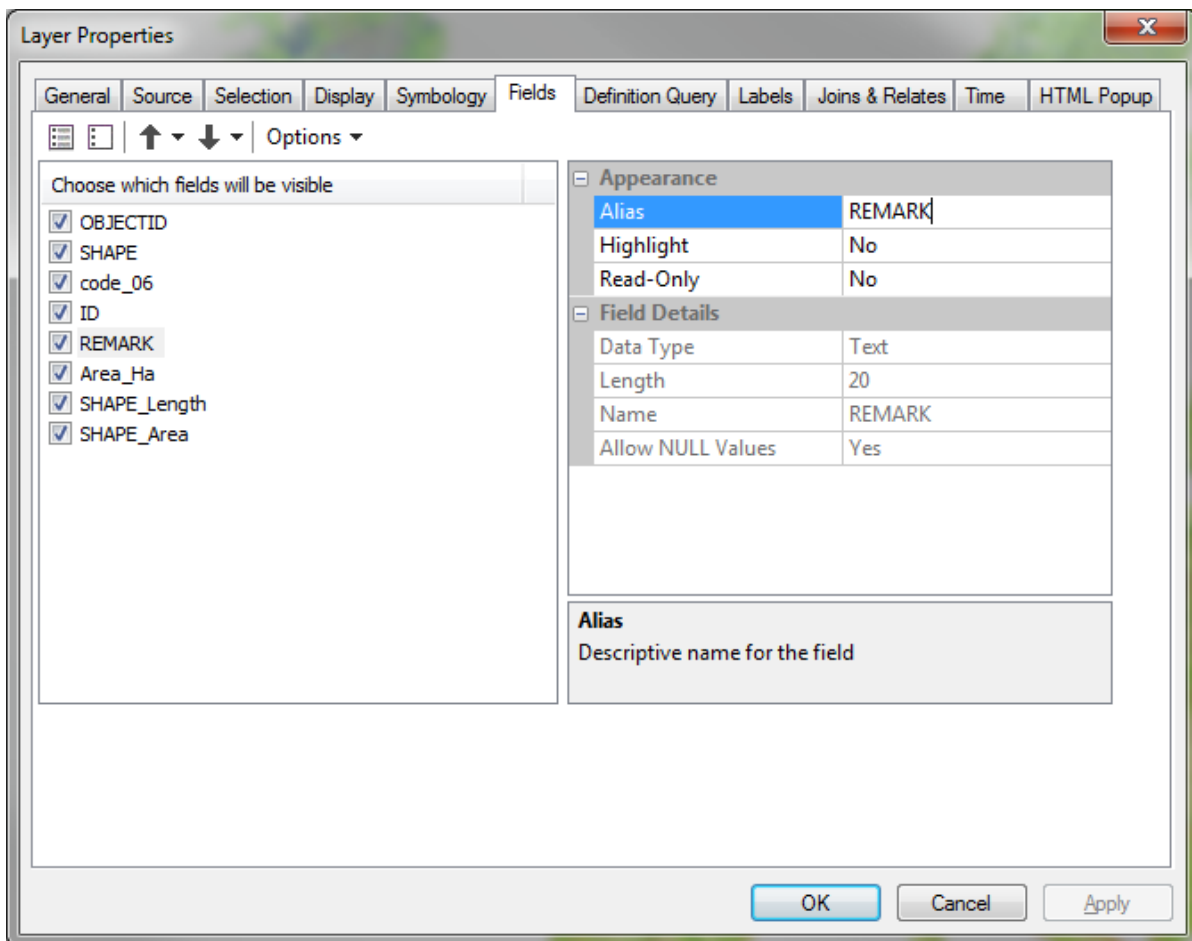 Layer Properties
General Source Selection Display Symbology Fields Definition Query Labels Joins & Relates Time HTML Popup
Options
Choose which fields will be visible
OBJECTID
SHAPE
code_06
ID
REMARK
Area_Ha
SHAPE_Length
SHAPE_Area
Appearance
Alias REMARK
Highlight No
Read-Only No
Field Details
Data Type Text
Length 20
Name REMARK
Allow NULL Values Yes
Alias
Descriptive name for the field
OK Cancel Apply